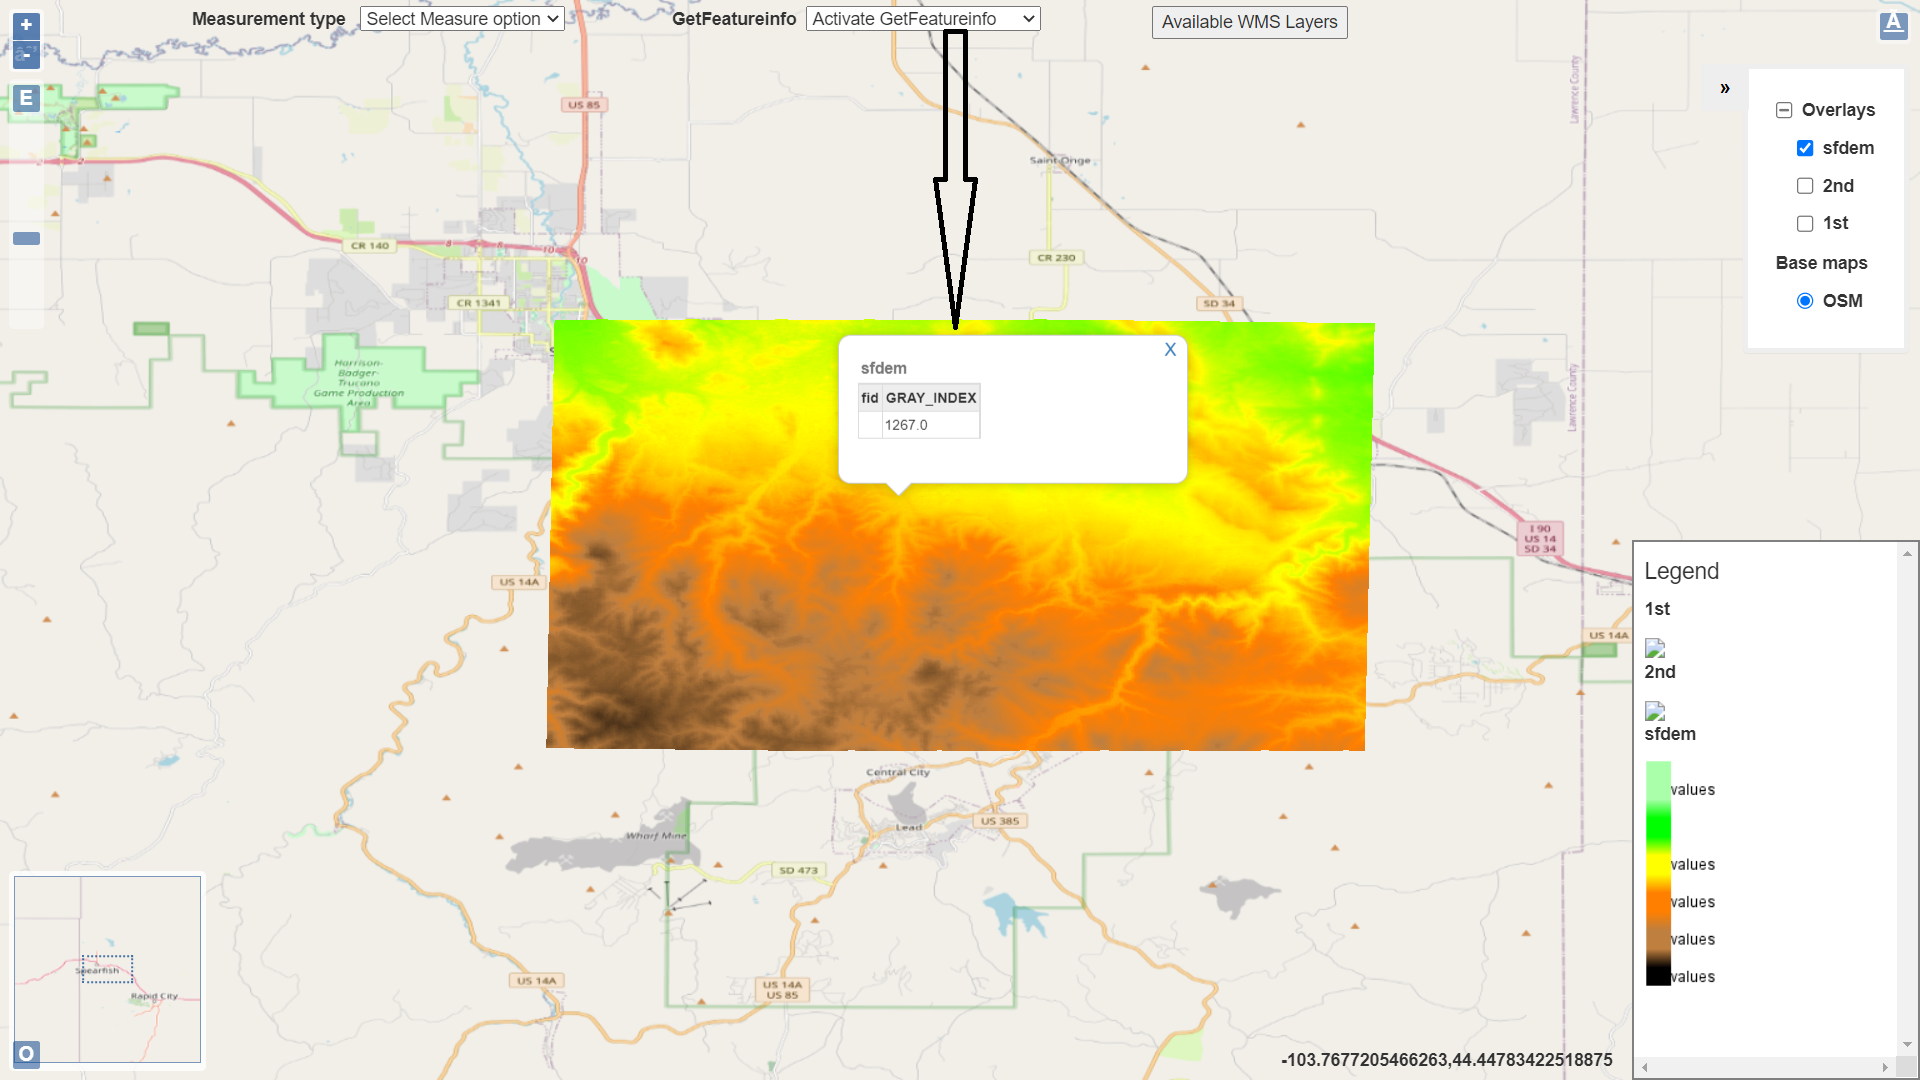 Measurement type
Select Measure option
GetFeatureinfo
Activate GetFeatureinfo
Available WMS Layers
+
-
E
A
»
Overlays
sfdem
2nd
1st
Base maps
OSM
US 85
Saint Onge
Lawrence County
CR 140
8
10
10
CR 230
CR 1341
SD 34
Harrison-
Badger-
Trucano
Game Production
Area
X
sfdem
fid GRAY_INDEX
1267.0
Lawrence County
I 90
US 14
SD 34
US 14A
US 14A
Central City
Lead
US 385
Wharf Mine
SD 473
US 14A
US 14A
US 85
Spearfish
Rapid City
O
Legend
1st
2nd
sfdem
values
values
values
values
values
-103.7677205466263,44.44783422518875